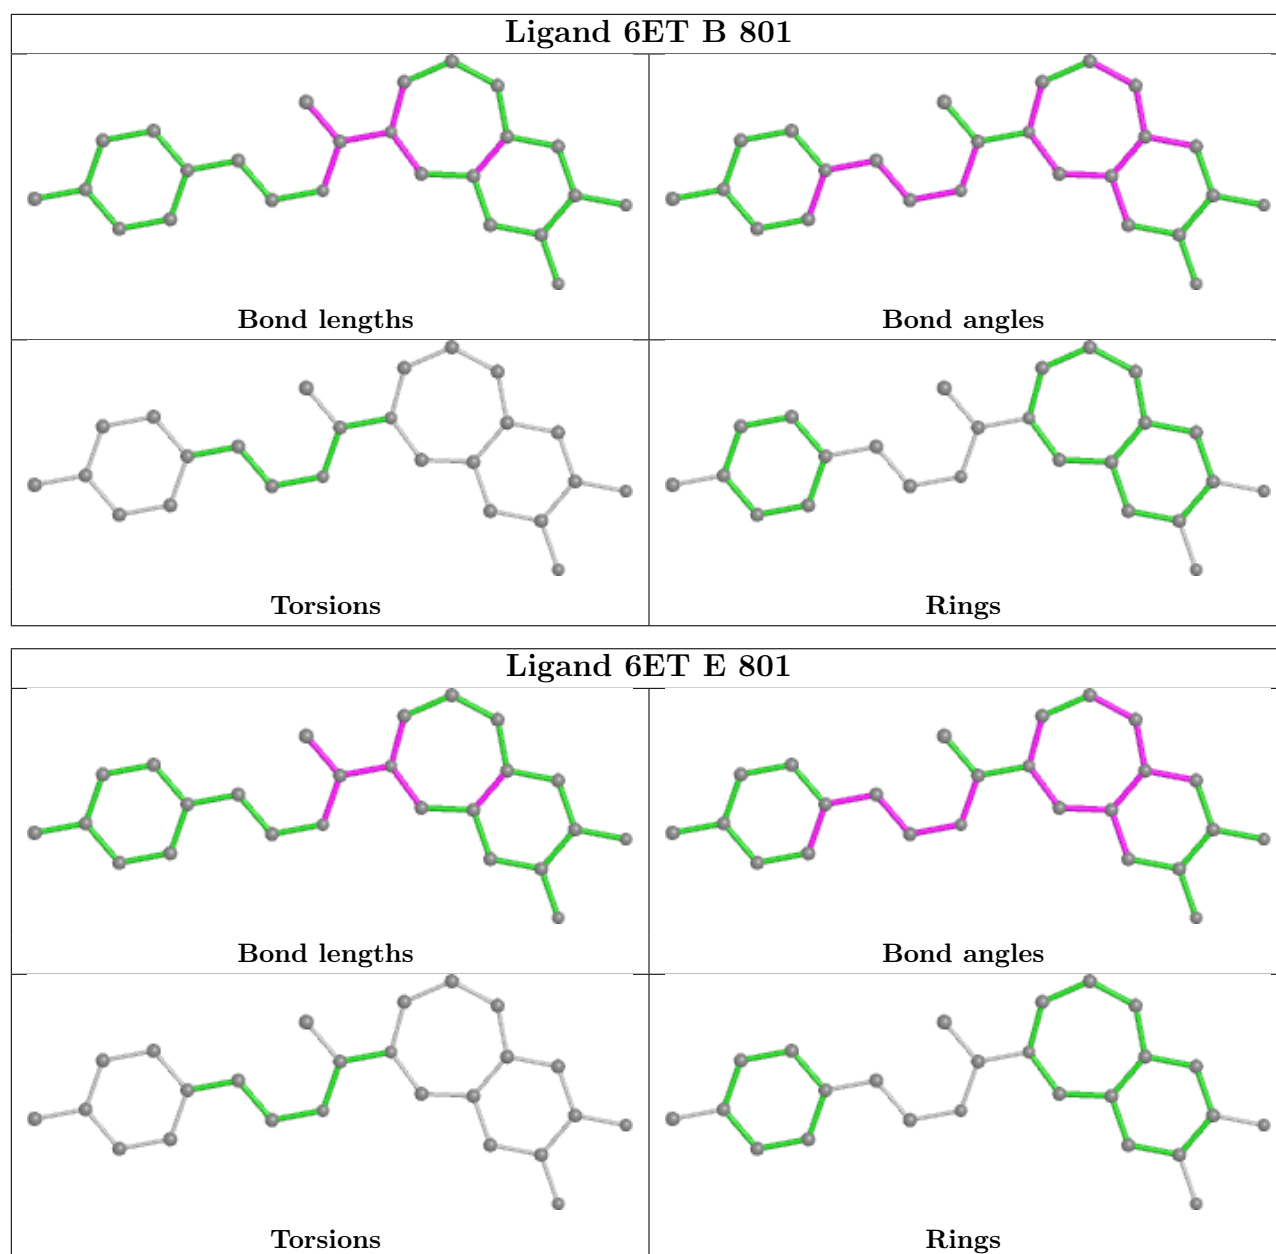 Ligand 6ET B 801
Bond lengths
Bond angles
Torsions
Rings
Ligand 6ET E 801
Bond lengths
Bond angles
Torsions
Rings